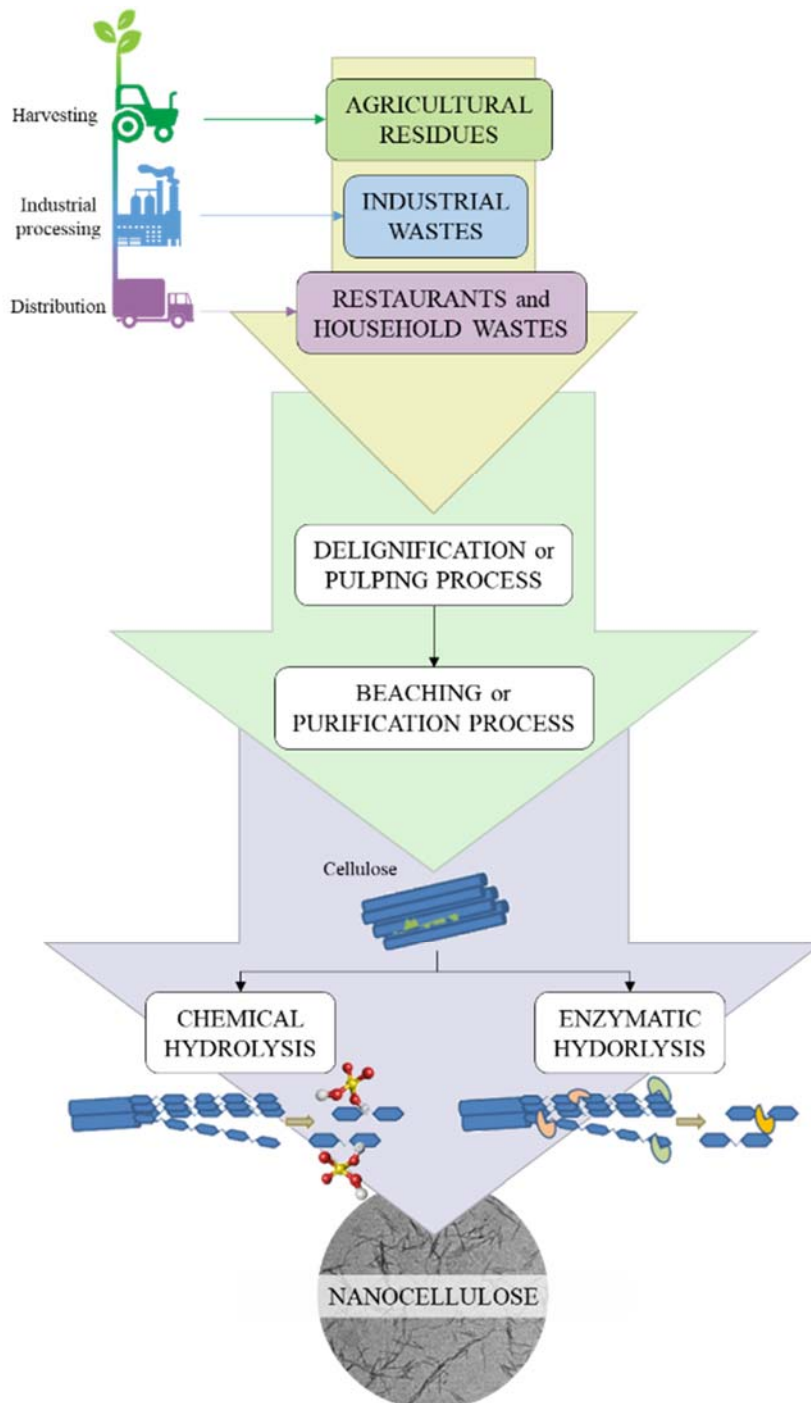 Harvesting
AGRICULTURAL
RESIDUES
Industrial
processing
INDUSTRIAL
WASTES
Distribution
RESTAURANTS and
HOUSEHOLD WASTES
DELIGNIFICATION or
PULPING PROCESS
BEACHING or
PURIFICATION PROCESS
Cellulose
CHEMICAL
HYDROLYSIS
ENZYMATIC
HYDORLYSIS
NANOCELLULOSE